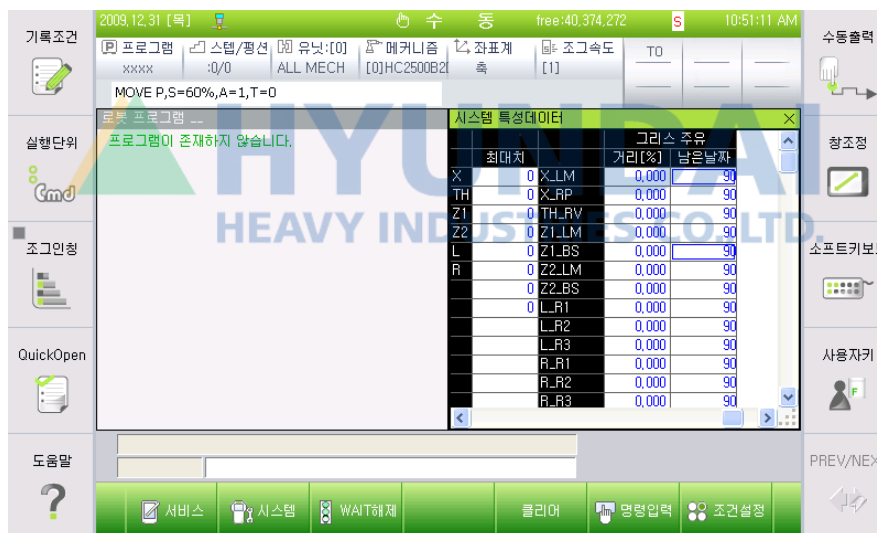 기록조건
2009,12,31 [목]
수 동
free:40,374,272
S
10:51:11 AM
수동출력
P 프로그램
스텝/펑션
유닛:[0]
메커니즘
좌표계
조그속도
T0
xxxx
:0/0
ALL MECH
[0]HC2500B2
축
[1]
MOVE P,S=60%,A=1,T=0
로봇 프로그램 __
시스템 특성데이터
프로그램이 존재하지 않습니다.
그리스 주유
최대치 거리[%] 남은날짜
X 0 X_LM 0,000 90
TH 0 X_RP 0,000 90
Z1 0 TH_RV 0,000 90
Z2 0 Z1_LM 0,000 90
L 0 Z1_BS 0,000 90
R 0 Z2_LM 0,000 90
0 Z2_BS 0,000 90
0 L_R1 0,000 90
L_R2 0,000 90
L_R3 0,000 90
R_R1 0,000 90
R_R2 0,000 90
R_R3 0,000 90
실행단위
Cmd
조그인칭
QuickOpen
도움말
?
창조정
소프트키보
사용자키
F
PREV/NEX
HYUNDAI
HEAVY INDUSTRIES CO.,LTD.
서비스
시스템
WAIT해제
클리어
명령입력
조건설정